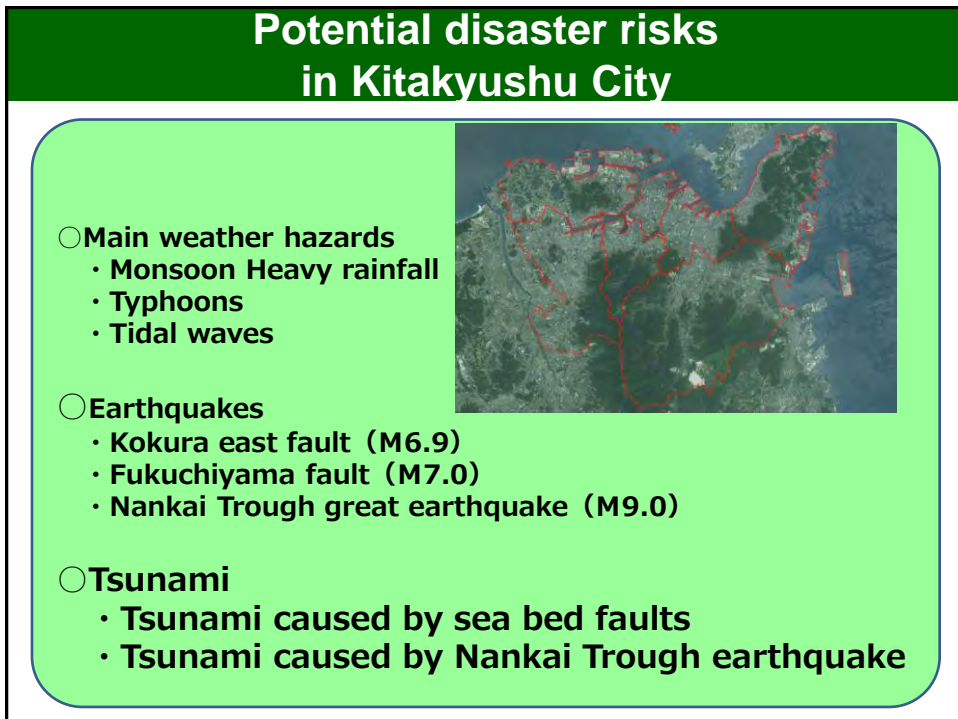 Potential disaster risks
in Kitakyushu City
○Main weather hazards
・Monsoon Heavy rainfall
・Typhoons
・Tidal waves
○Earthquakes
・Kokura east fault（M6.9）
・Fukuchiyama fault（M7.0）
・Nankai Trough great earthquake（M9.0）
○Tsunami
・Tsunami caused by sea bed faults
・Tsunami caused by Nankai Trough earthquake